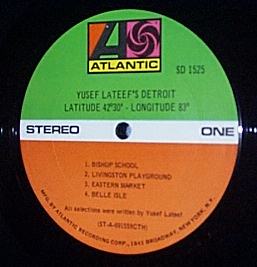 ATLANTIC
SD 1525
YUSEF LATEEF'S DETROIT
LATITUDE 42°30" - LONGITUDE 83°
STEREO ONE
1. BISHOP SCHOOL
2. LIVINGSTON PLAYGROUND
3. EASTERN MARKET
4. BELLE ISLE
All selections were written by Yusef Lateef
(ST-A-691559CTH)
MFG. BY ATLANTIC RECORDING CORP., 1841 BROADWAY, NEW YORK, N.Y.